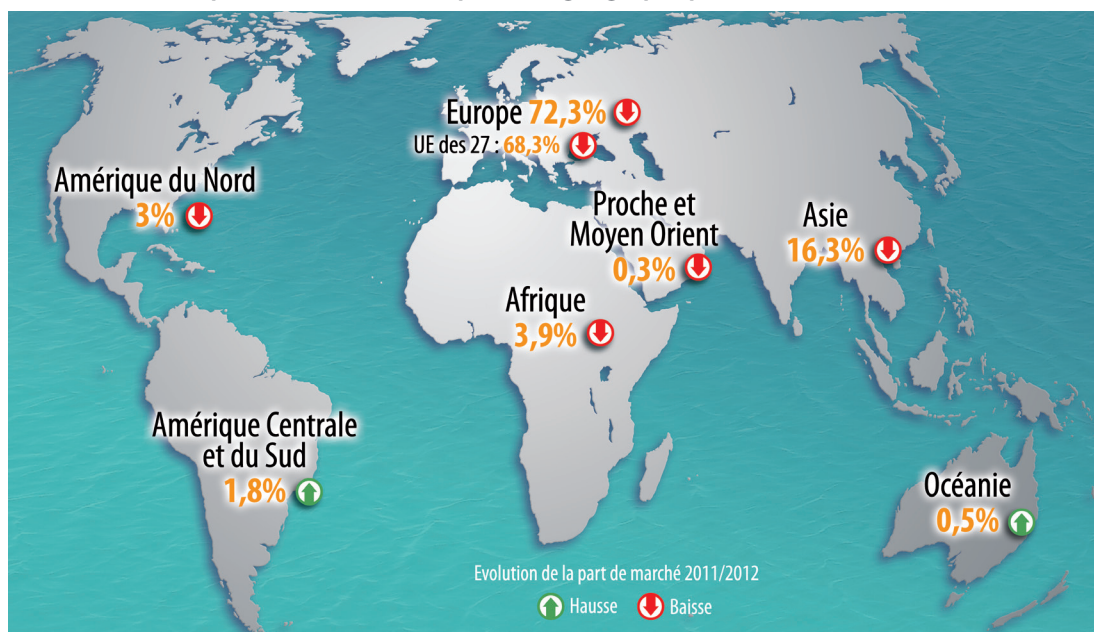 Europe 72,3%
UE des 27 : 68,3%
Amérique du Nord
3%
Proche et
Moyen Orient
0,3%
Asie
16,3%
Afrique
3,9%
Amérique Centrale
et du Sud
1,8%
Océanie
0,5%
Evolution de la part de marché 2011/2012
Hausse Baisse